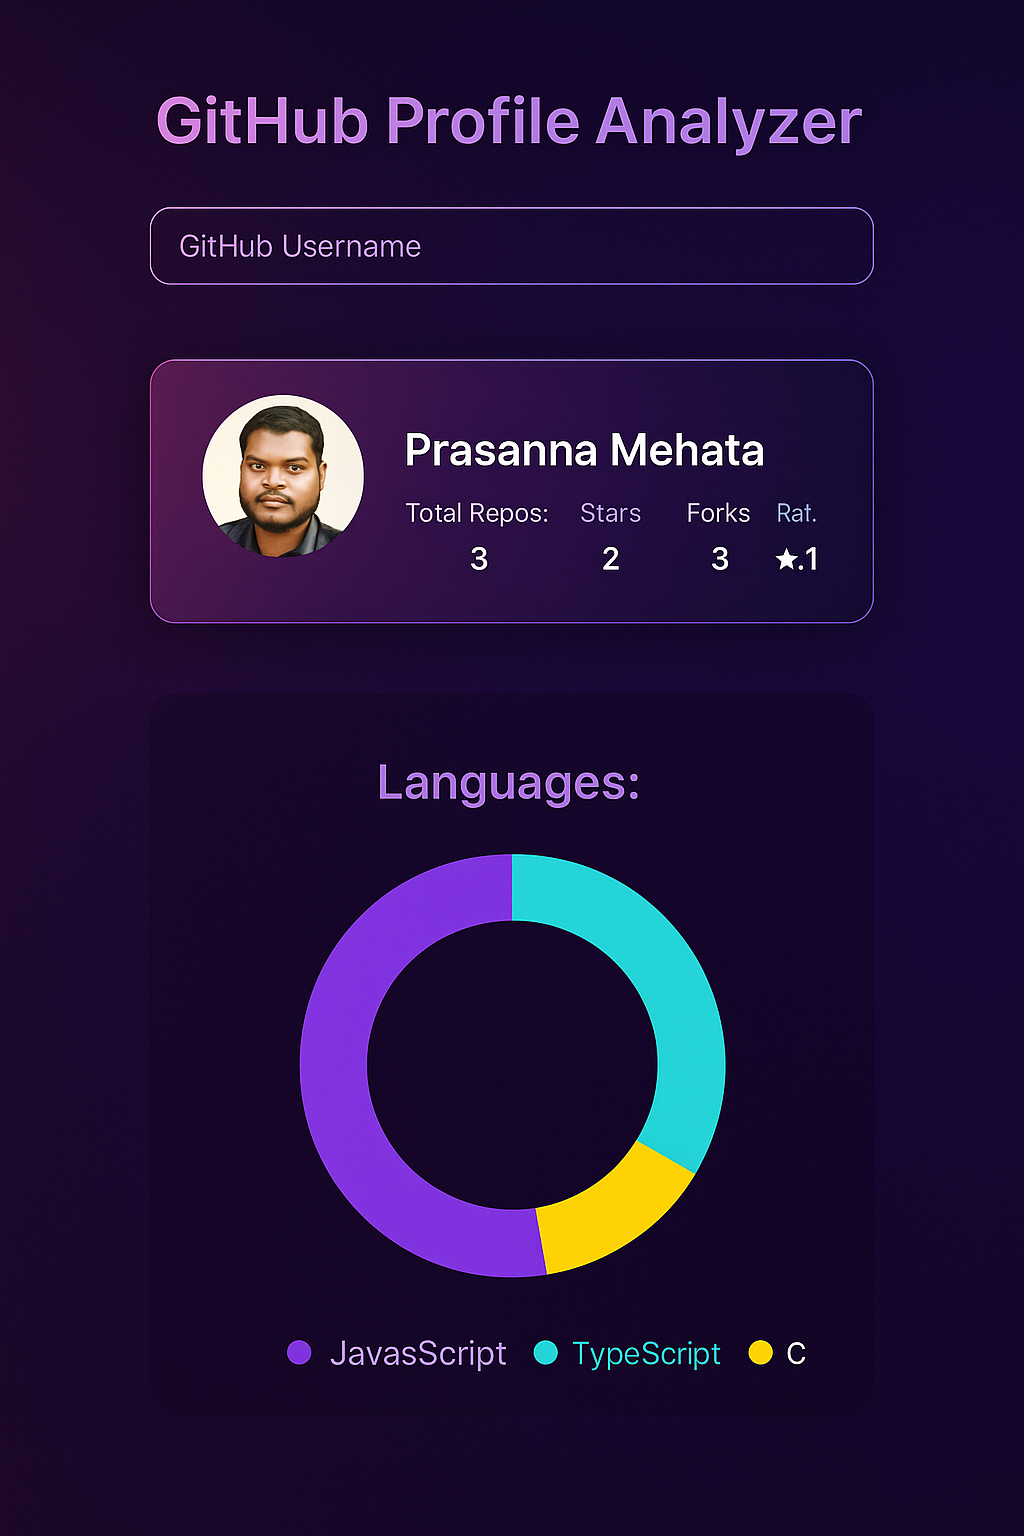 GitHub Profile Analyzer
GitHub Username
Prasanna Mehata
Total Repos: Stars Forks Rat.
3 2 3 ★.1
Languages:
JavasScript TypeScript C